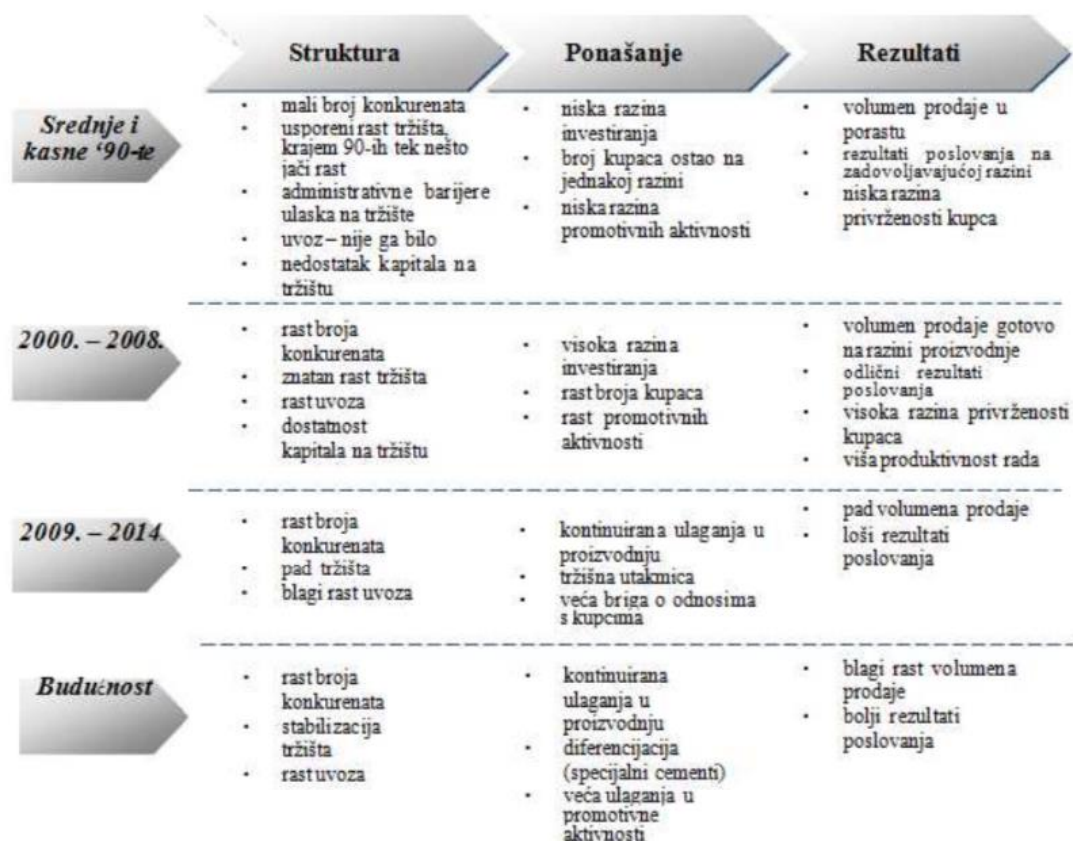 Struktura
Ponašanje
Rezultati
Srednje i
kasne ‘90-te
• mali broj konkurenata
• usporeni rast tržišta,
krajem 90-ih tek nešto
jači rast
• administrativne barijere
ulaska na tržište
• uvoz – nije ga bilo
• nedostatak kapitala na
tržištu
• niska razina
investiranja
• broj kupaca ostao na
jednakoj razini
• niska razina
promotivnih aktivnosti
• volumen prodaje u
porastu
• rezultati poslovanja na
zadovoljavajućoj razini
• niska razina
privrženosti kupca
2000. – 2008.
• rast broja
konkurenata
• znatan rast tržišta
• rast uvoza
• dostatnost
kapitala na tržištu
• visoka razina
investiranja
• rast broja kupaca
• rast promotivnih
aktivnosti
• volumen prodaje gotovo
na razini proizvodnje
• odlični rezultati
poslovanja
• visoka razina privrženosti
kupaca
• viša produktivnost rada
2009. – 2014.
• rast broja
konkurenata
• pad tržišta
• blagi rast uvoza
• kontinuirana ulaganja u
proizvodnju
• tržišna utakmica
• veća briga o odnosima
s kupcima
• pad volumena prodaje
• loši rezultati
poslovanja
Budućnost
• rast broja
konkurenata
• stabilizacija
tržišta
• rast uvoza
• kontinuirana
ulaganja u
proizvodnju
• diferencijacija
(specijalni cementi)
• veća ulaganja u
promotivne
aktivnosti
• blagi rast volumena
prodaje
• bolji rezultati
poslovanja